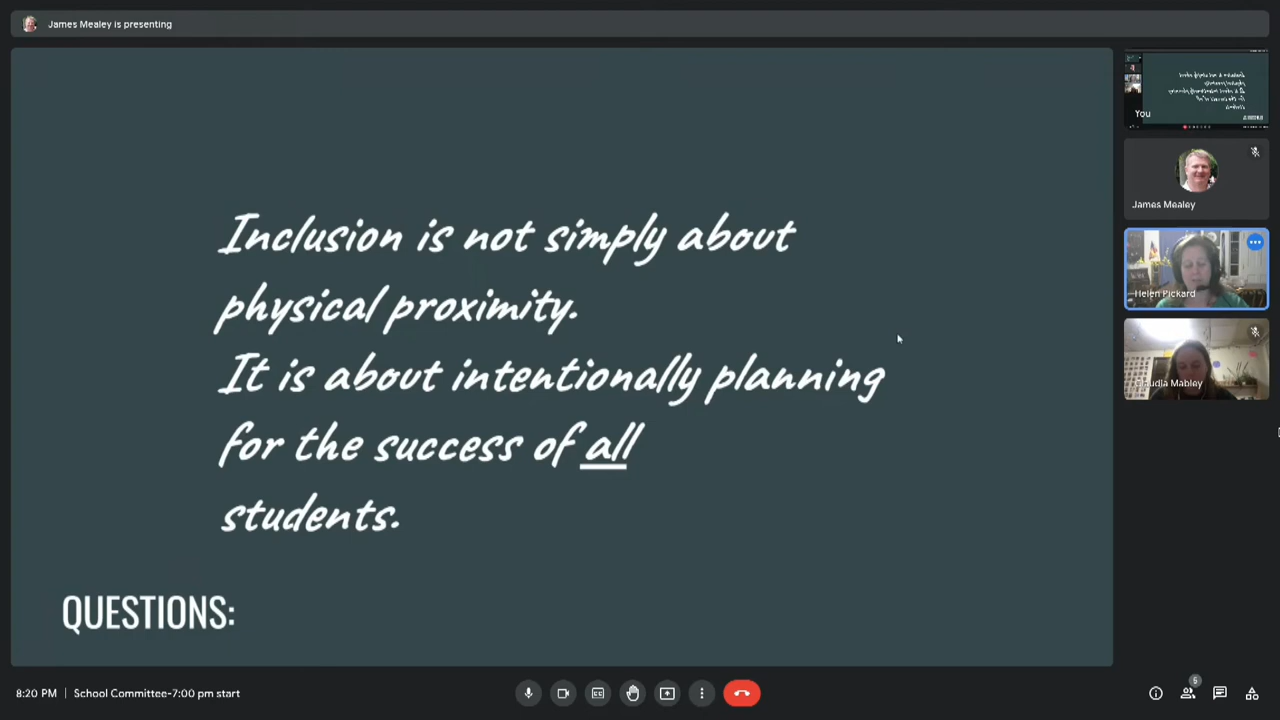 James Mealey is presenting
Inclusion is not simply about
physical proximity.
It is about intentionally planning
for the success of all
students.
QUESTIONS:
You
James Mealey
Helen Pickard
Claudia Mabley
8:20 PM | School Committee-7:00 pm start
5